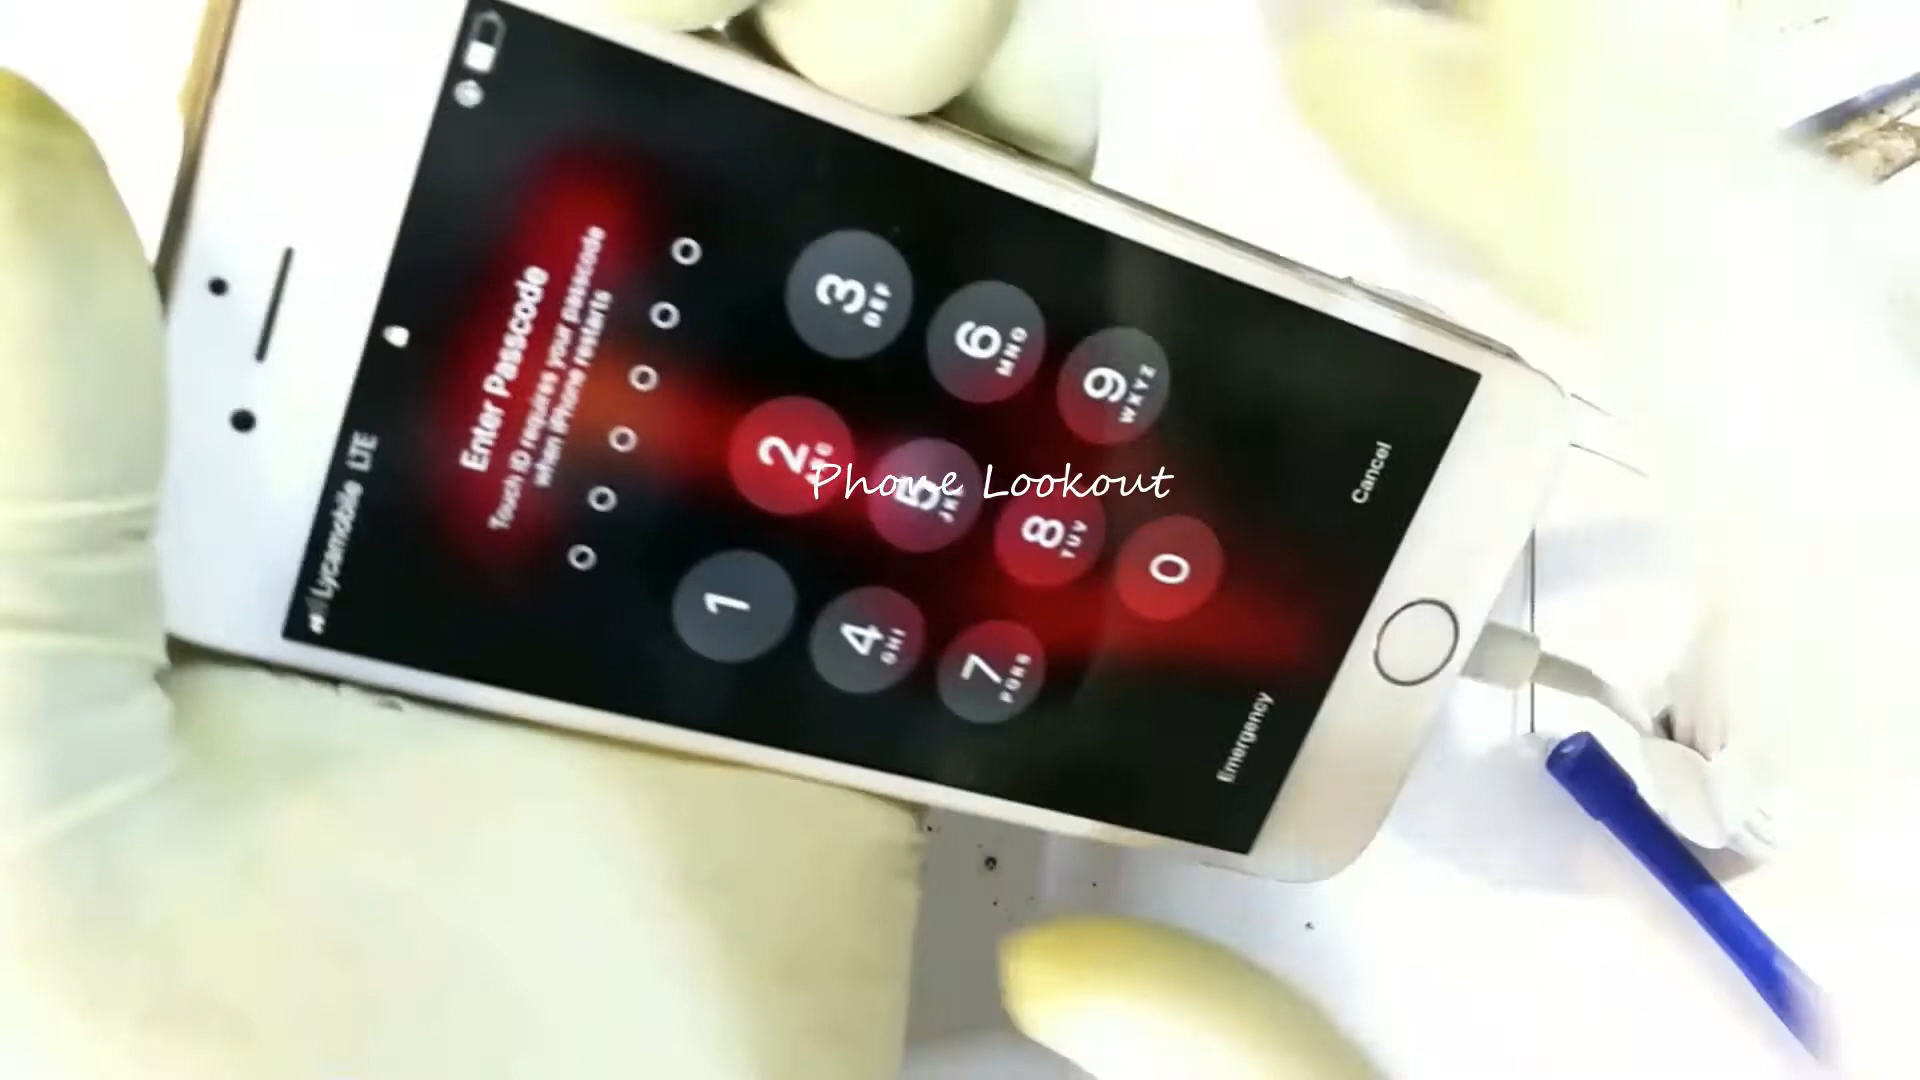 Lycamobile LTE
Enter Passcode
Touch ID requires your passcode
when iPhone restarts
1
2
ABC
3
DEF
4
GHI
5
JKL
6
MNO
7
PQRS
8
TUV
9
WXYZ
0
Emergency
Cancel
Phone Lookout